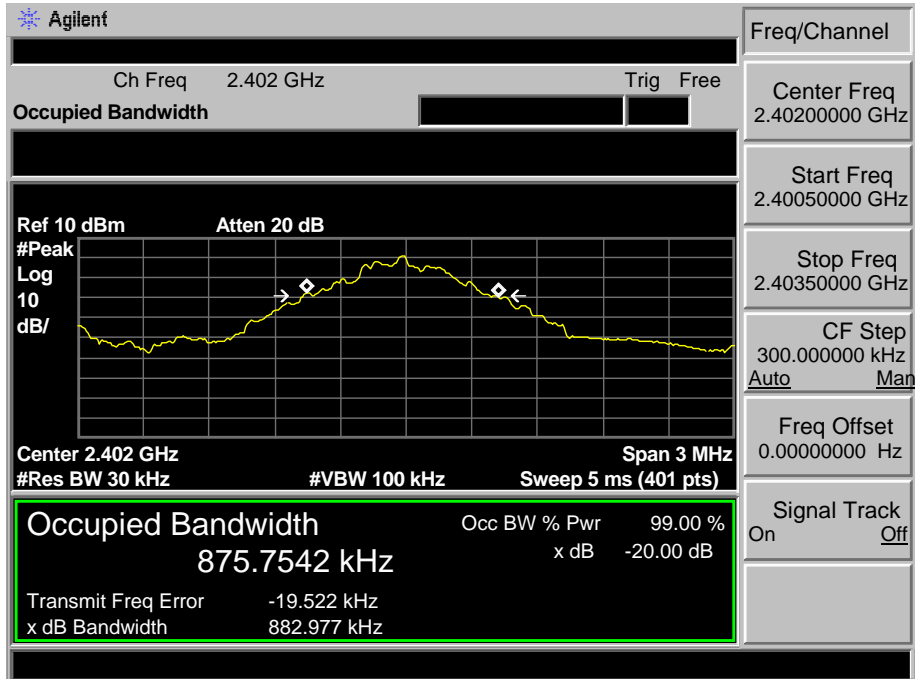 Agilent
Ch Freq 2.402 GHz Trig Free
Occupied Bandwidth
Ref 10 dBm Atten 20 dB
#Peak
Log
10
dB/
Center 2.402 GHz Span 3 MHz
#Res BW 30 kHz #VBW 100 kHz Sweep 5 ms (401 pts)
Occupied Bandwidth
875.7542 kHz
Occ BW % Pwr 99.00 %
x dB -20.00 dB
Transmit Freq Error -19.522 kHz
x dB Bandwidth 882.977 kHz
Freq/Channel
Center Freq
2.40200000 GHz
Start Freq
2.40050000 GHz
Stop Freq
2.40350000 GHz
CF Step
300.000000 kHz
Auto Man
Freq Offset
0.00000000 Hz
Signal Track
On Off